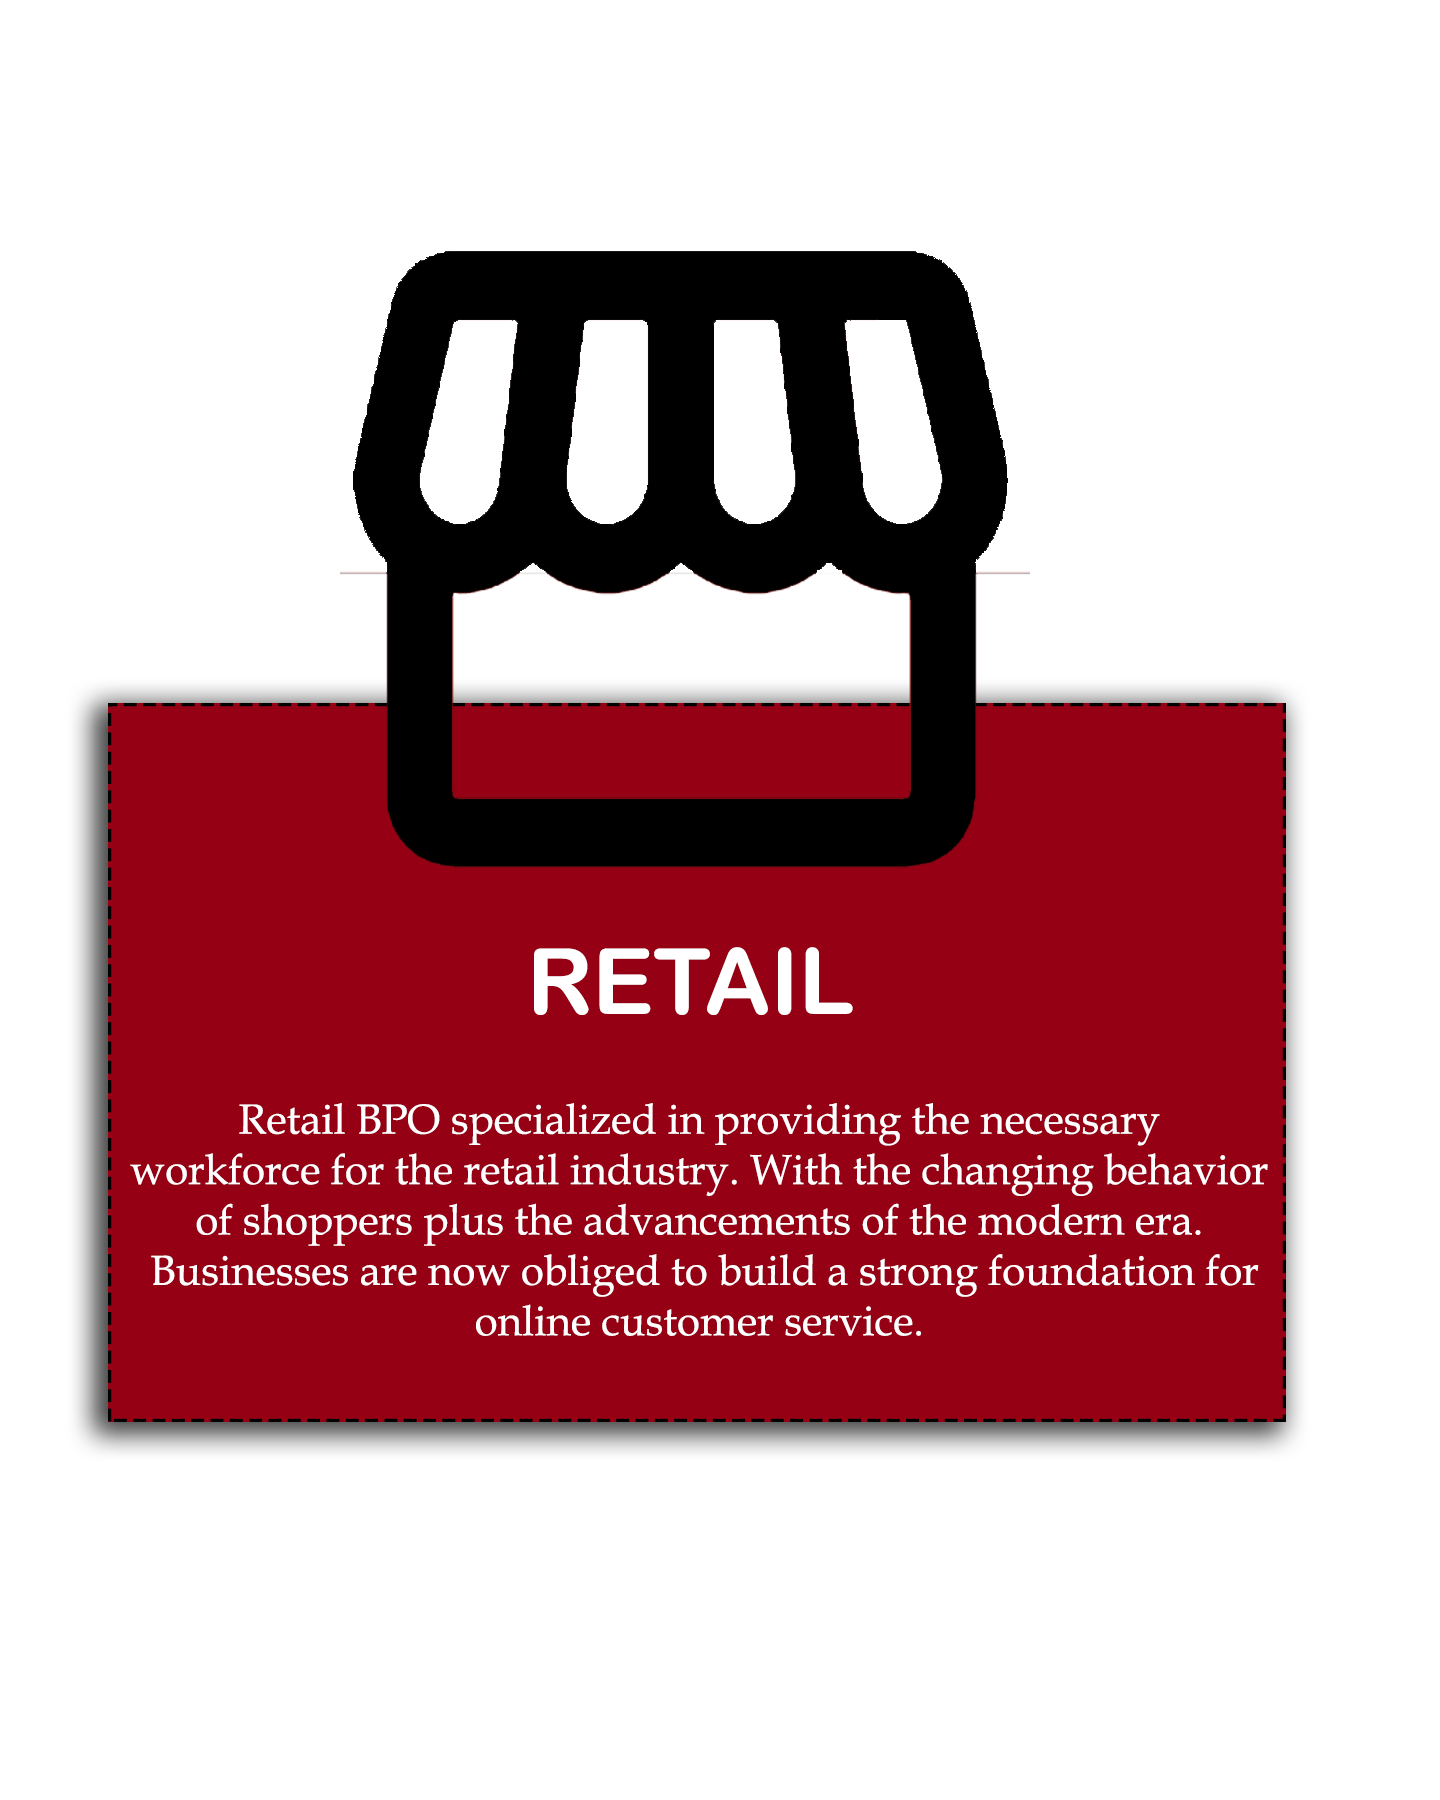 RETAIL
Retail BPO specialized in providing the necessary
workforce for the retail industry. With the changing behavior
of shoppers plus the advancements of the modern era.
Businesses are now obliged to build a strong foundation for
online customer service.